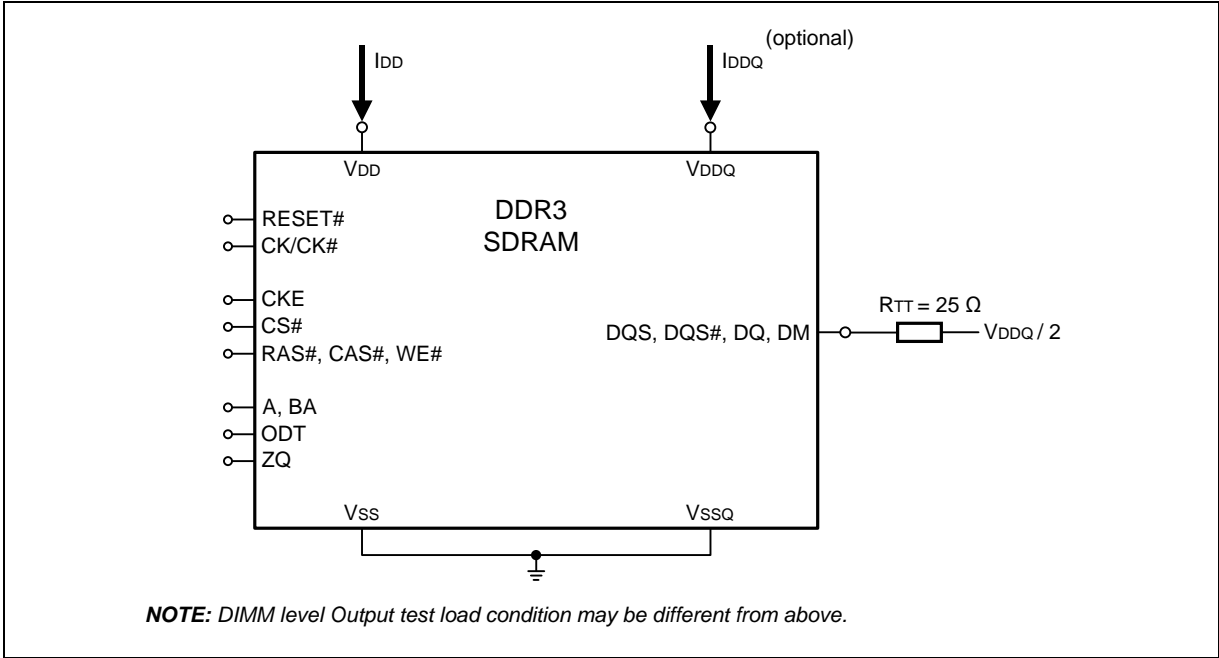 (optional)
IDD
IDDQ
VDD
VDDQ
DDR3
SDRAM
RESET#
CK/CK#
CKE
CS#
RAS#, CAS#, WE#
RTT = 25 Ω
DQS, DQS#, DQ, DM
VDDQ / 2
A, BA
ODT
ZQ
VSS
VSSQ
NOTE: DIMM level Output test load condition may be different from above.